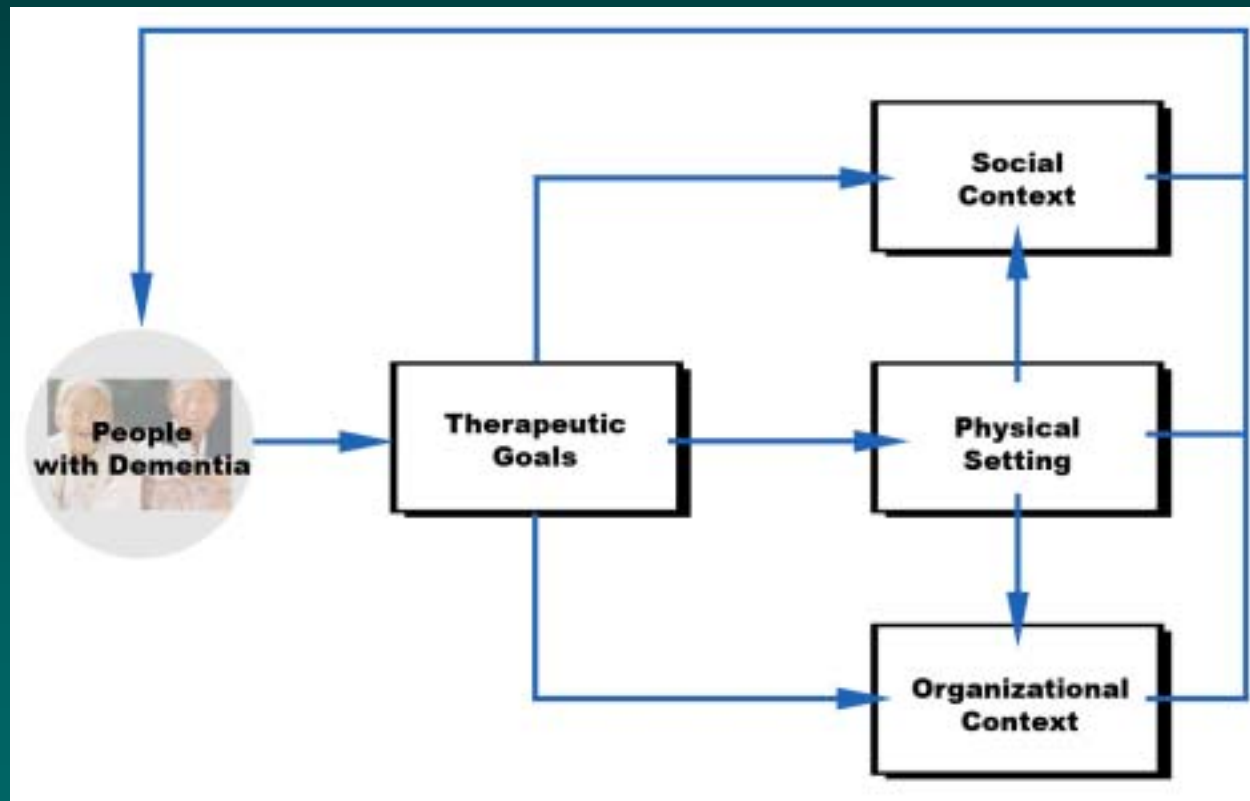 Social
Context
People
with Dementia
Therapeutic
Goals
Physical
Setting
Organizational
Context